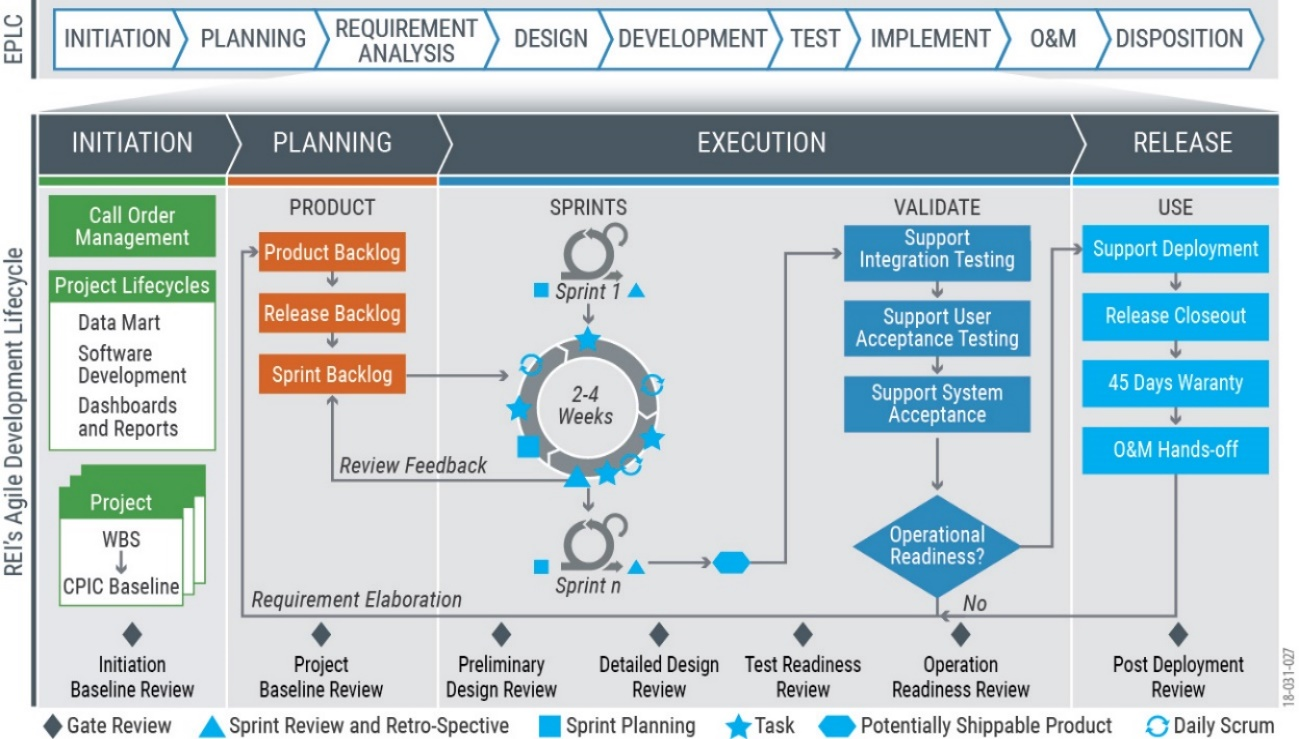 EPLC
INITIATION
PLANNING
REQUIREMENT
ANALYSIS
DESIGN
DEVELOPMENT
TEST
IMPLEMENT
O&M
DISPOSITION
REI's Agile Development Lifecycle
INITIATION
PLANNING
EXECUTION
RELEASE
Call Order
Management
Project Lifecycles
Data Mart
Software
Development
Dashboards
and Reports
Project
WBS
CPIC Baseline
PRODUCT
Product Backlog
Release Backlog
Sprint Backlog
Review Feedback
Requirement Elaboration
SPRINTS
Sprint 1
2-4
Weeks
Sprint n
VALIDATE
Support
Integration Testing
Support User
Acceptance Testing
Support System
Acceptance
Operational
Readiness?
No
USE
Support Deployment
Release Closeout
45 Days Waranty
O&M Hands-off
Initiation
Baseline Review
Project
Baseline Review
Preliminary
Design Review
Detailed Design
Review
Test Readiness
Review
Operation
Readiness Review
Post Deployment
Review
18-031-027
Gate Review
Sprint Review and Retro-Spective
Sprint Planning
Task
Potentially Shippable Product
Daily Scrum